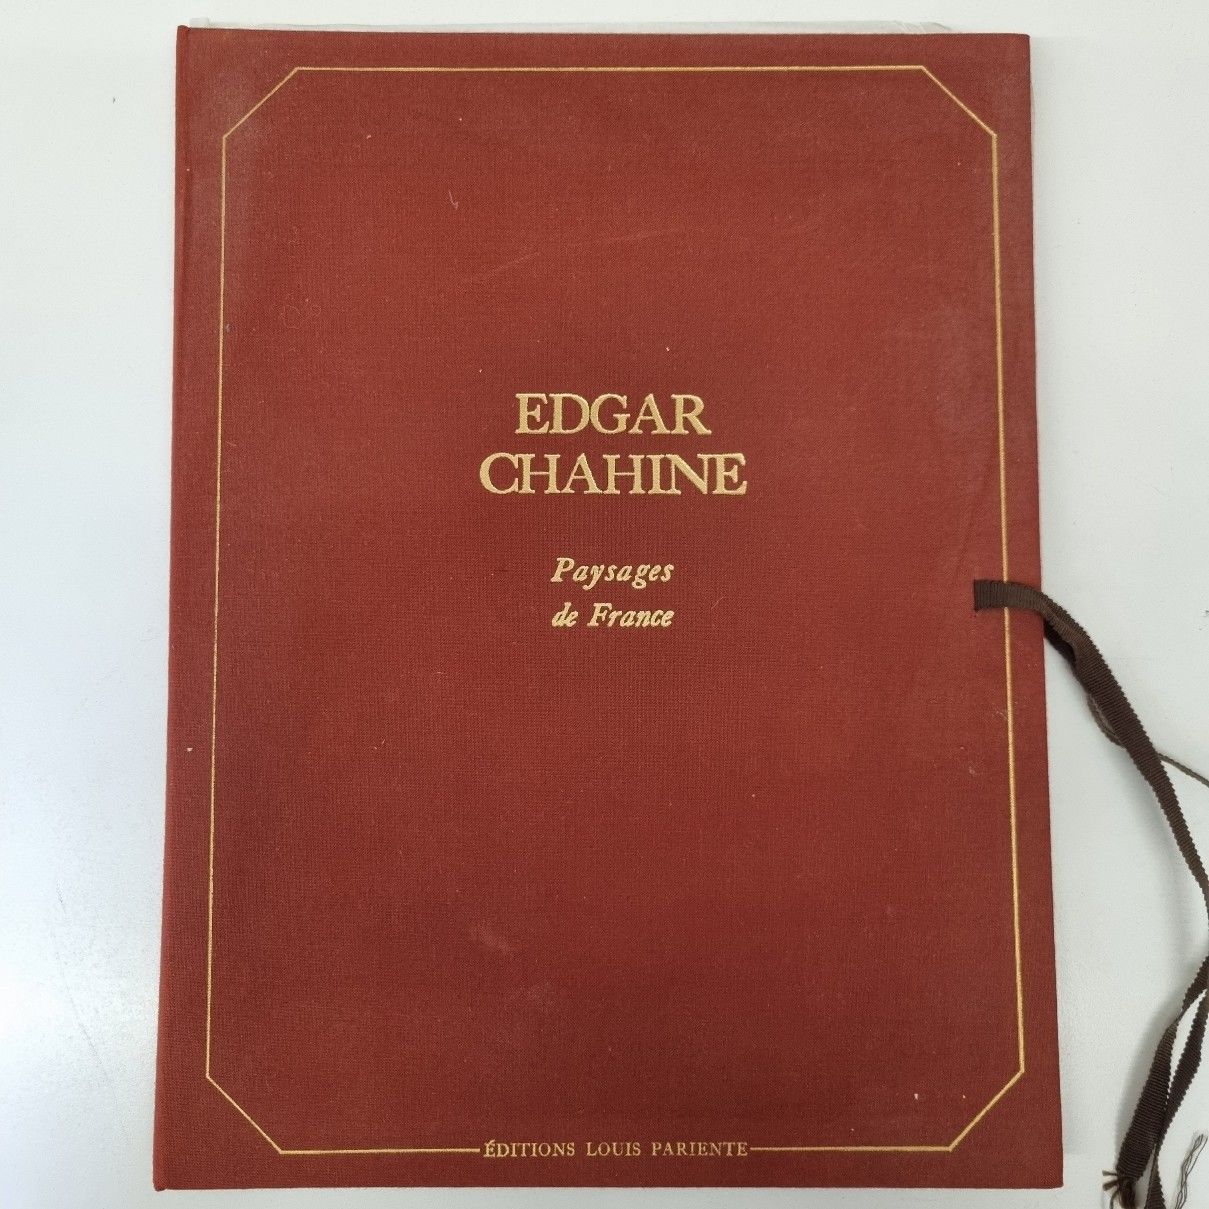 EDGAR
CHAHINE
Paysages
de France
ÉDITIONS LOUIS PARIENTE